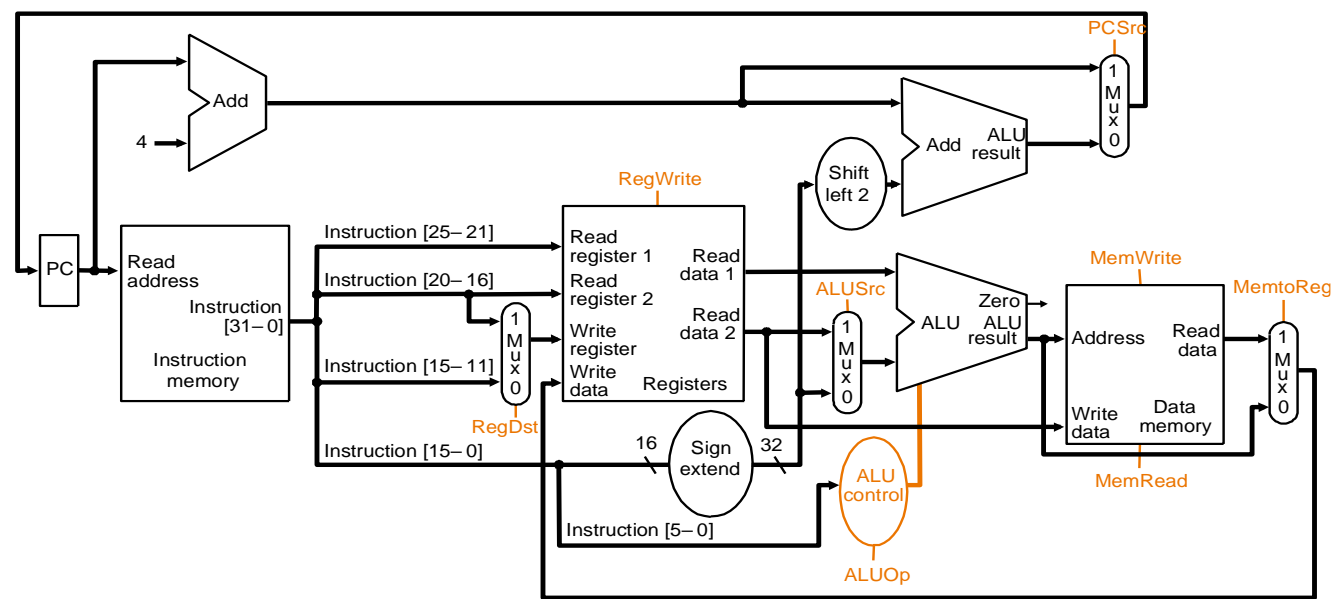 PCSrc
1
M
u
x
0
Add
4
Add
ALU
result
Shift
left 2
RegWrite
PC
Read
address
Instruction
[31– 0]
Instruction
memory
Instruction [25– 21]
Instruction [20– 16]
Instruction [15– 11]
Instruction [15– 0]
Instruction [5– 0]
1
M
u
x
0
RegDst
Read
register 1
Read
register 2
Write
register
Write
data
Read
data 1
Read
data 2
Registers
16
Sign
extend
32
ALUSrc
1
M
u
x
0
Zero
ALU
ALU
result
ALU
control
ALUOp
MemWrite
Address
Read
data
Write
data
Data
memory
MemRead
MemtoReg
1
M
u
x
0